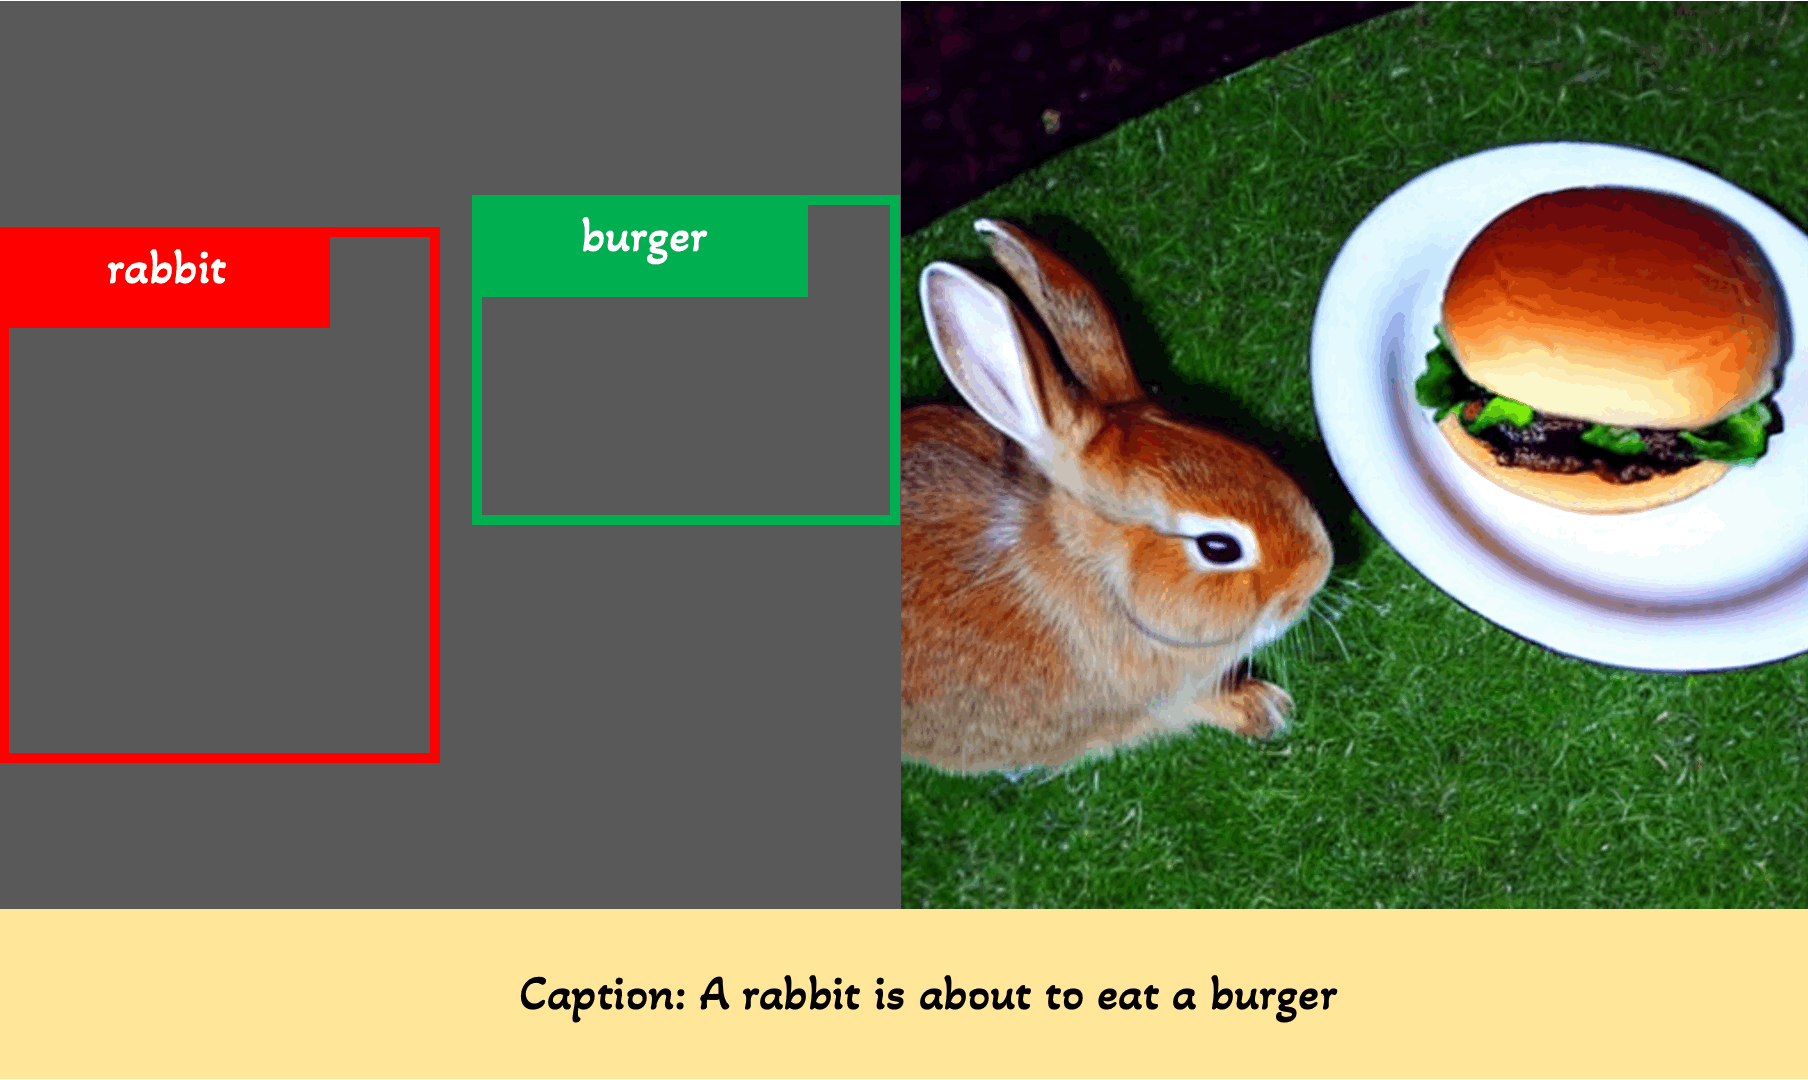 rabbit
burger
Caption: A rabbit is about to eat a burger